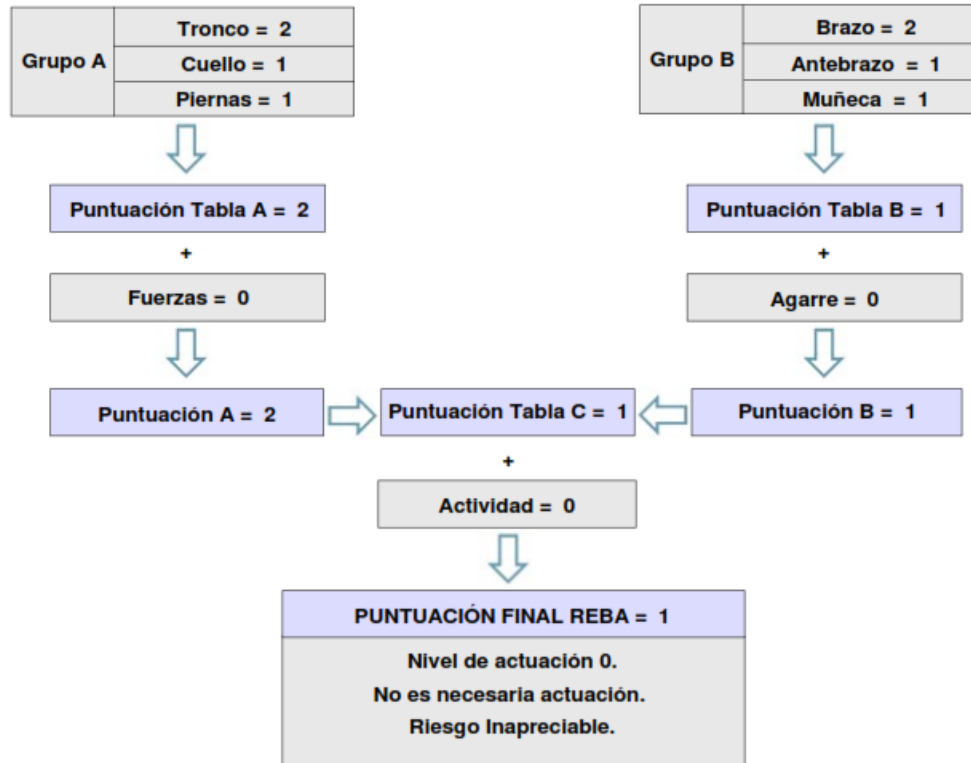 Grupo A
Tronco = 2
Cuello = 1
Piernas = 1
Grupo B
Brazo = 2
Antebrazo = 1
Muñeca = 1
Puntuación Tabla A = 2
+
Fuerzas = 0
Puntuación A = 2
Puntuación Tabla B = 1
+
Agarre = 0
Puntuación B = 1
Puntuación Tabla C = 1
+
Actividad = 0
PUNTUACIÓN FINAL REBA = 1
Nivel de actuación 0.
No es necesaria actuación.
Riesgo Inapreciable.